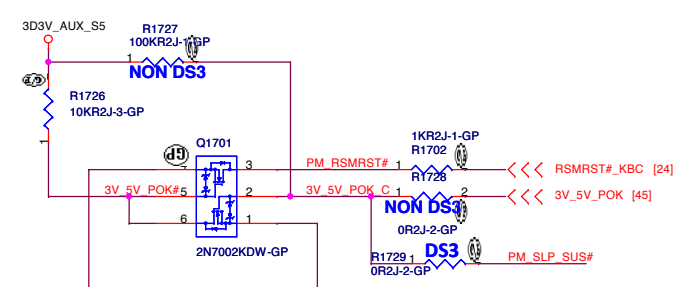 3D3V_AUX_S5
R1727
100KR2J-1-GP
1
NON DS3
R1726
10KR2J-3-GP
1
Q1701
1KR2J-1-GP
R1702
3
PM_RSMRST#
1
RSMRST#_KBC [24]
R1728
3V_5V_POK#
5
2
3V_5V_POK_C
1
2
3V_5V_POK [45]
NON DS3
6
1
0R2J-2-GP
2N7002KDW-GP
DS3
R1729
1
PM_SLP_SUS#
0R2J-2-GP